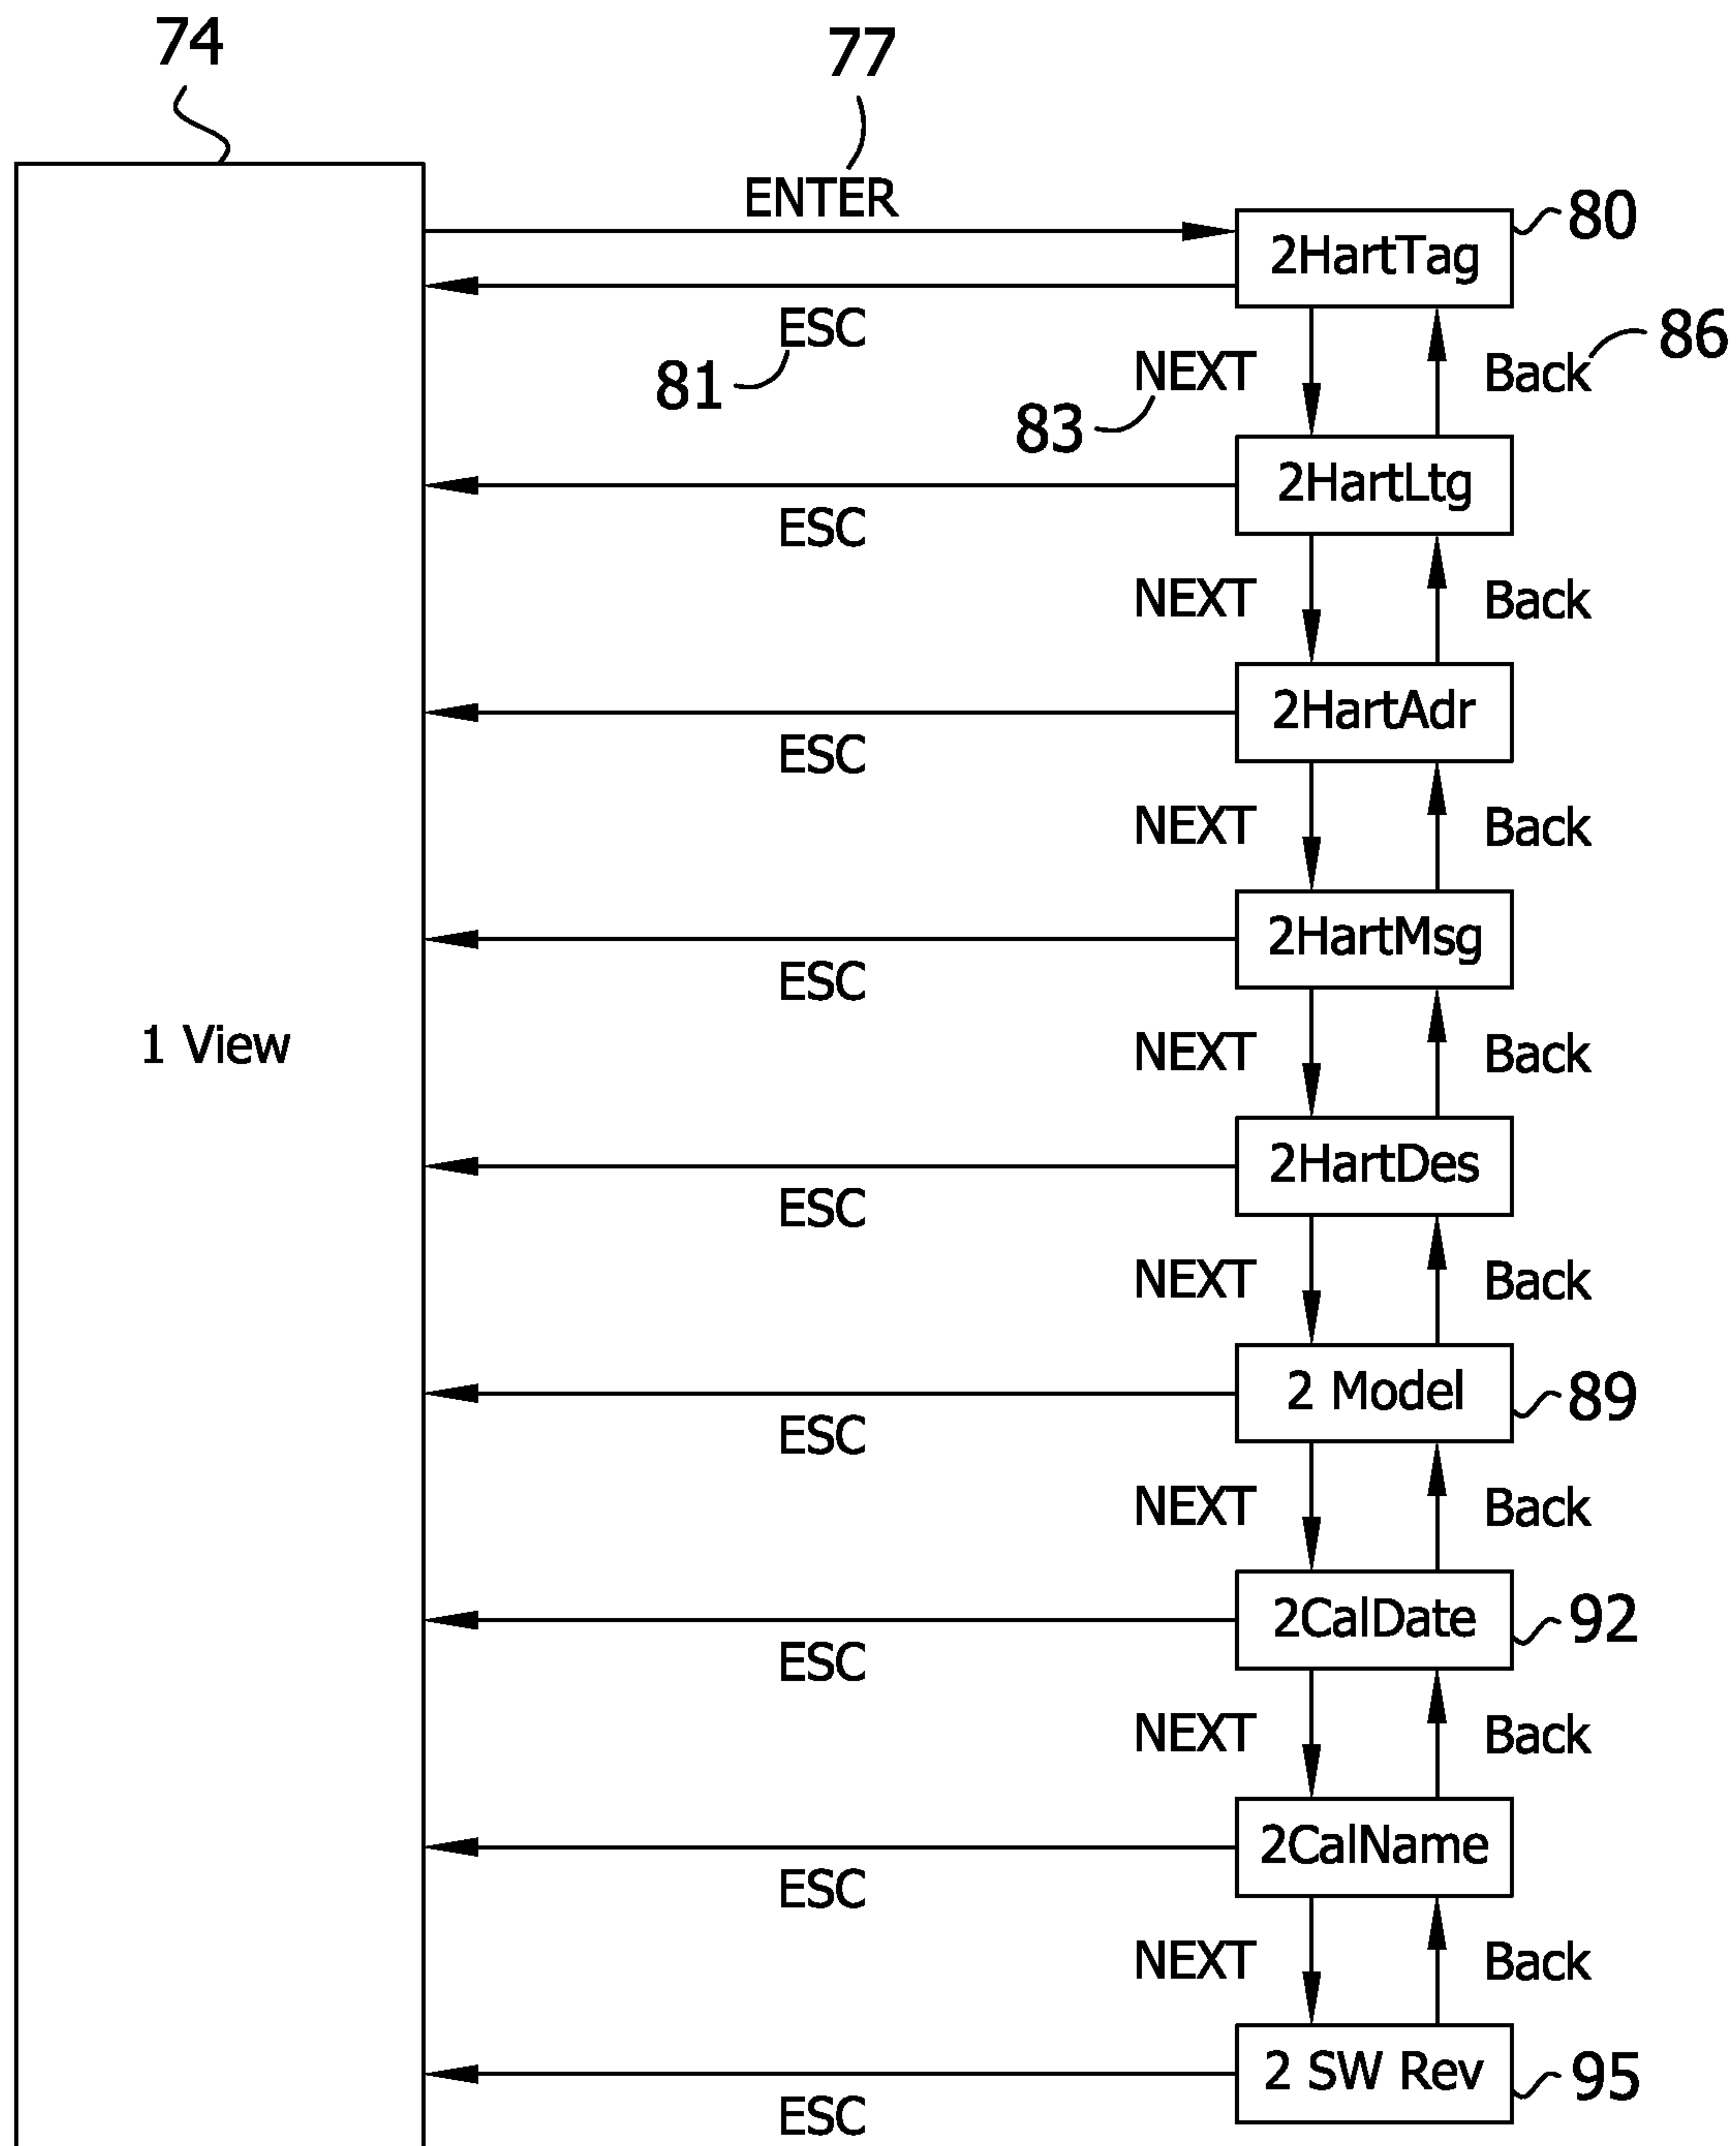 74
77
ENTER
80
2HartTag
ESC
86
81
NEXT
Back
83
2HartLtg
ESC
NEXT
Back
2HartAdr
ESC
NEXT
Back
2HartMsg
ESC
1 View
NEXT
Back
2HartDes
ESC
NEXT
Back
2 Model
89
ESC
NEXT
Back
2CalDate
92
ESC
NEXT
Back
2CalName
ESC
NEXT
Back
2 SW Rev
95
ESC